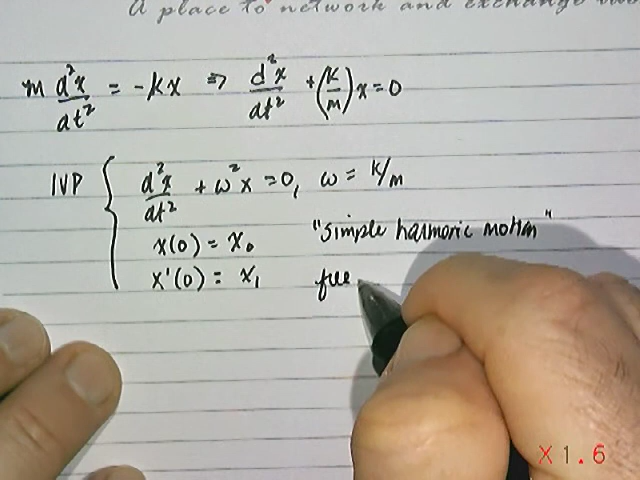 A place to network and exchange
m d²x/dt² = -kx ⇒ d²x/dt² + (k/m)x = 0
IVP { d²x/dt² + ω²x = 0, ω = k/m
x(0) = x₀ "simple harmonic motion"
x'(0) = x₁ free
X1.6